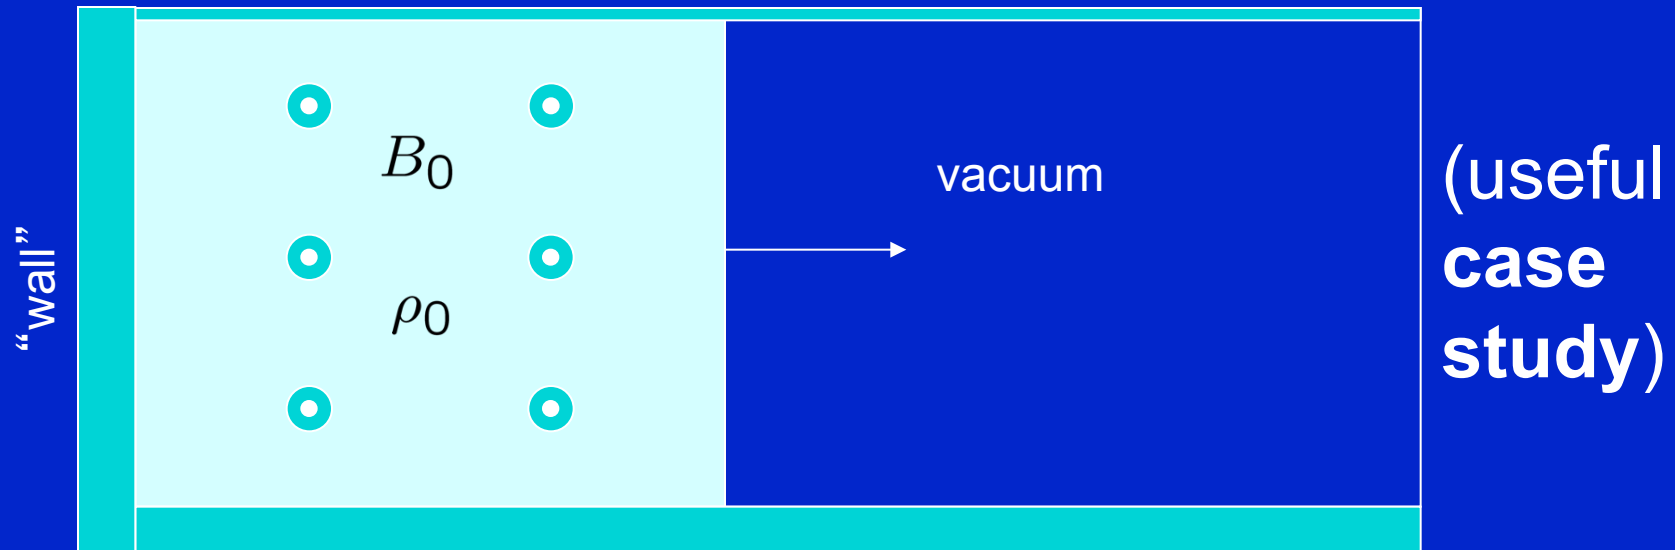 “wall”
B₀
ρ₀
vacuum
(useful
case
study)